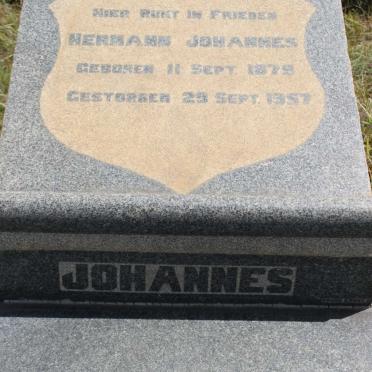 Hier ruht in Frieden
Hermann Johannes
Geboren 11 Sept. 1879
Gestorben 29 Sept. 1957
JOHANNES